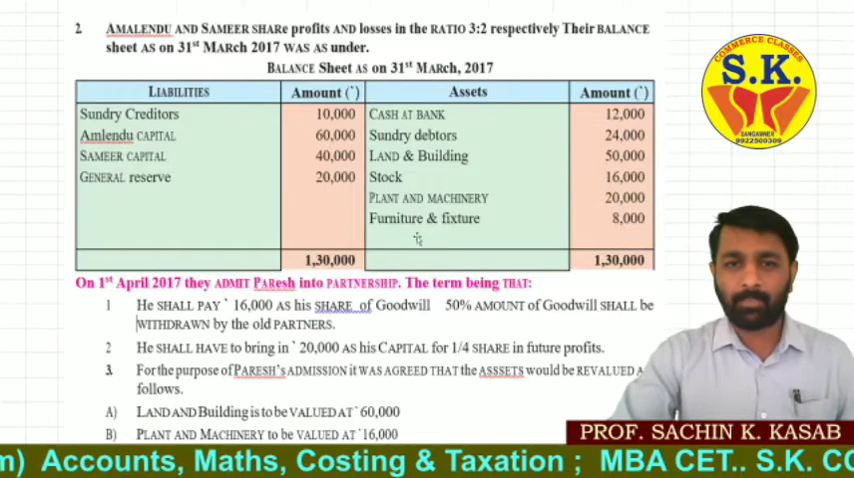 2 AMALENDU AND SAMEER SHARe profits AND losses in the RATIO 3:2 respectively Their BALANCE
sheet AS on 31st MARch 2017 WAS AS under.
BALANCE Sheet AS on 31st MARch, 2017
LIABILITIES Amount (`) Assets Amount (`)
Sundry Creditors 10,000 CASH AT BANK 12,000
Amlendu CAPITAL 60,000 Sundry debtors 24,000
SAMEER CAPITAL 40,000 LAND & Building 50,000
GENERAL reserve 20,000 Stock 16,000
PLANT AND MACHINERY 20,000
Furniture & fixture 8,000
1,30,000 1,30,000
On 1st April 2017 they ADMIT PAResh into PARTNERSHIP. The term being THAT:
1 He SHALL PAY ` 16,000 AS his SHARE of Goodwill 50% AMOUNT of Goodwill SHALL be
WITHDRAWN by the old PARTNERS.
2 He SHALL HAVE to bring in ` 20,000 AS his CAPITAL for 1/4 SHARE in future profits.
3. For the purpose of PARESH's ADMISSION it WAS AGREED THAT the ASSSETS would be REVALUED A
follows.
A) LAND AND Building is to be VALUED AT `60,000
B) PLANT AND MACHINERY to be VALUED AT `16,000
COMMERCE CLASSES
S.K.
SANGAMNER
9922500309
PROF. SACHIN K. KASAB
m) Accounts, Maths, Costing & Taxation ; MBA CET.. S.K. CO